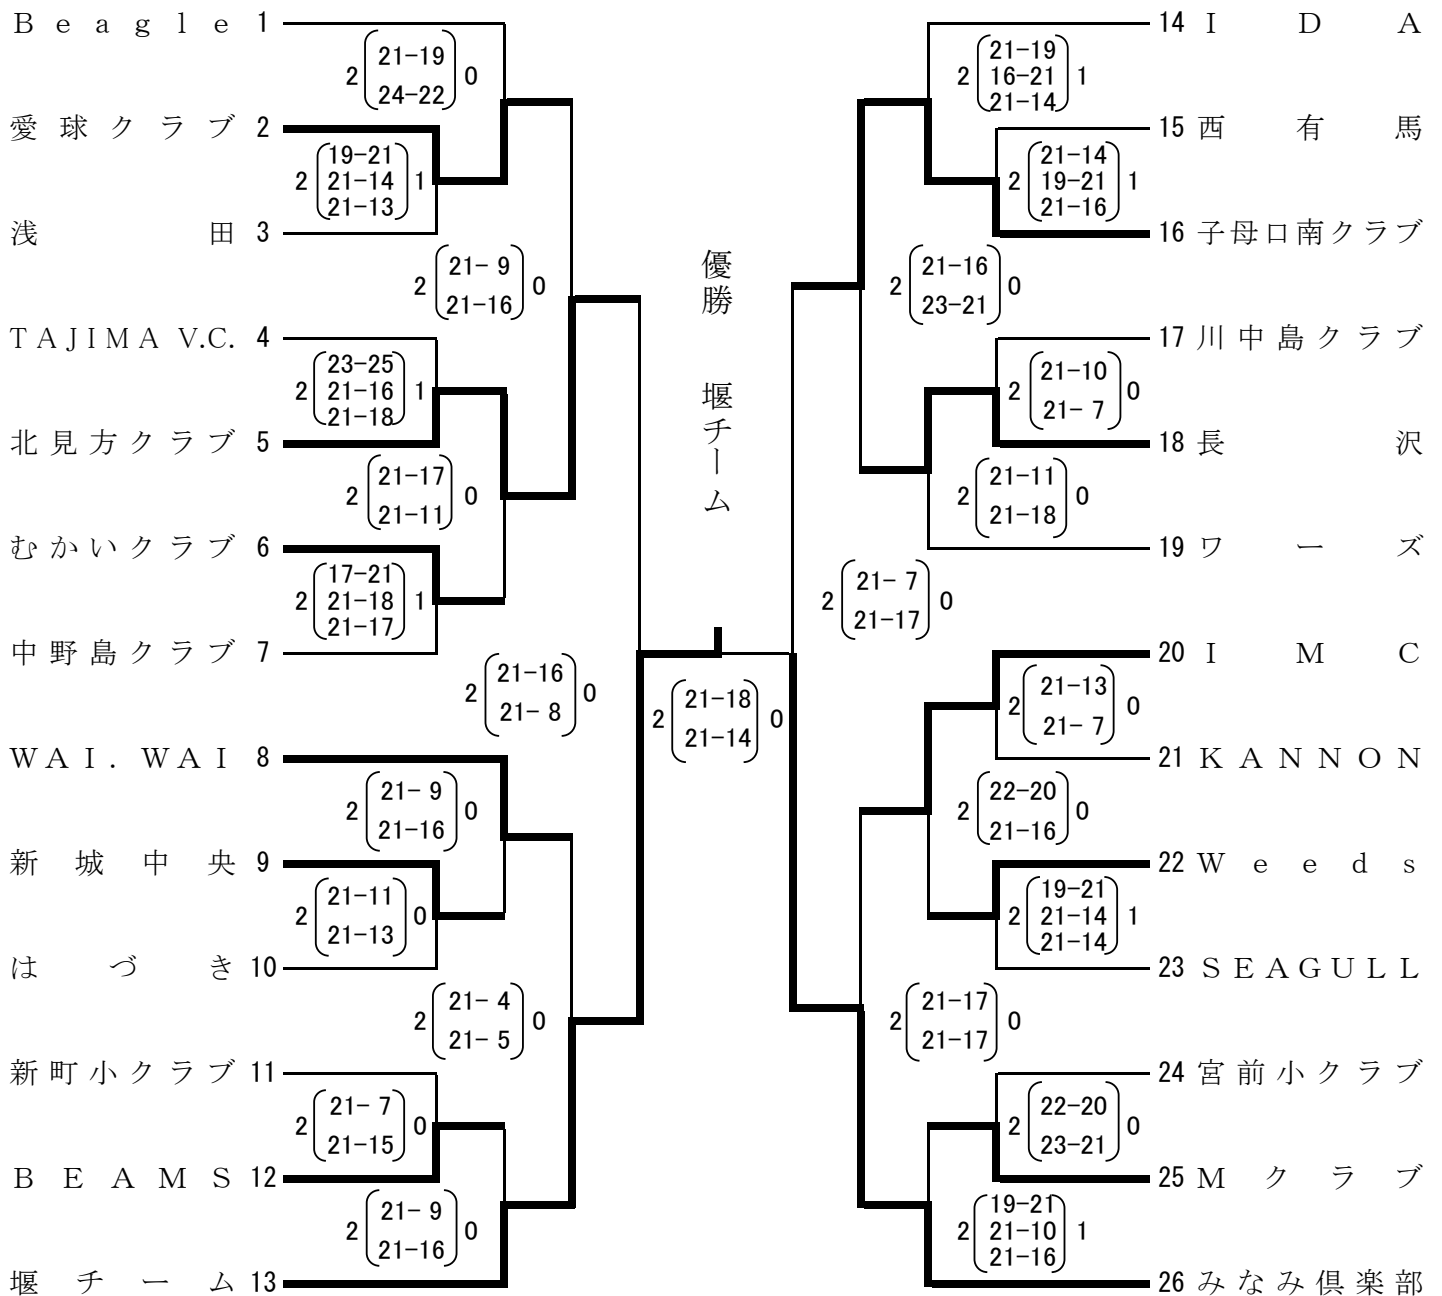 Ｂｅａｇｌｅ 1
2 21-19 24-22 0
愛球クラブ 2
2 19-21 21-14 21-13 1
浅田 3
2 21-9 21-16 0
TAJIMA V.C. 4
2 23-25 21-16 21-18 1
北見方クラブ 5
2 21-17 21-11 0
むかいクラブ 6
2 17-21 21-18 21-17 1
中野島クラブ 7
2 21-16 21-8 0
WAI. WAI 8
2 21-9 21-16 0
新城中央 9
2 21-11 21-13 0
はづき 10
2 21-4 21-5 0
新町小クラブ 11
2 21-7 21-15 0
BEAMS 12
2 21-9 21-16 0
堰チーム 13
優勝 堰チーム
2 21-18 21-14 0
14 IDA
2 21-19 16-21 21-14 1
15 西有馬
2 21-14 19-21 21-16 1
16 子母口南クラブ
2 21-16 23-21 0
17 川中島クラブ
2 21-10 21-7 0
18 長沢
2 21-11 21-18 0
19 ワーズ
2 21-7 21-17 0
20 IMC
2 21-13 21-7 0
21 KANNON
2 22-20 21-16 0
22 Weeds
2 19-21 21-14 21-14 1
23 SEAGULL
2 21-17 21-17 0
24 宮前小クラブ
2 22-20 23-21 0
25 Mクラブ
2 19-21 21-10 21-16 1
26 みなみ倶楽部